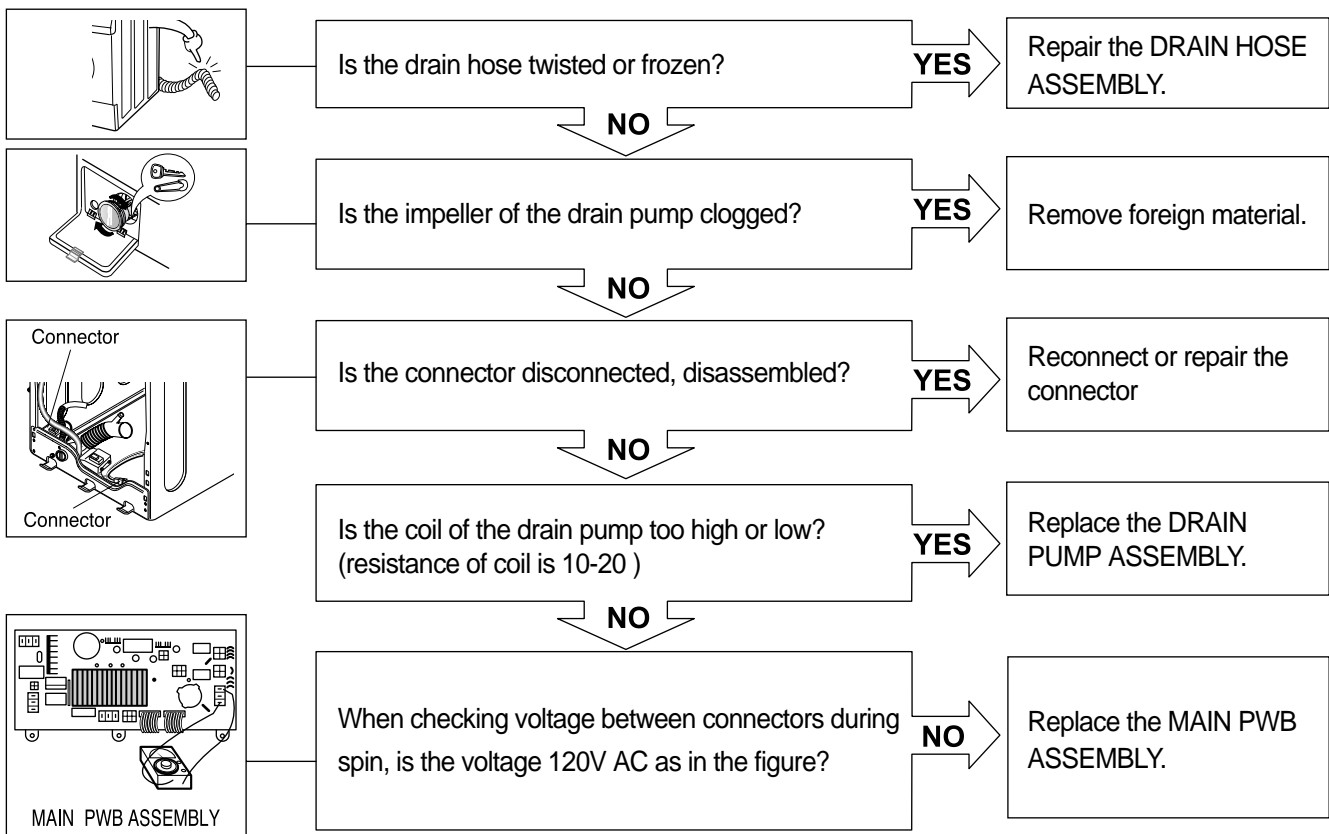 Is the drain hose twisted or frozen?
YES
Repair the DRAIN HOSE
ASSEMBLY.
NO
Is the impeller of the drain pump clogged?
YES
Remove foreign material.
NO
Connector
Connector
Is the connector disconnected, disassembled?
YES
Reconnect or repair the
connector
NO
Is the coil of the drain pump too high or low?
(resistance of coil is 10-20 )
YES
Replace the DRAIN
PUMP ASSEMBLY.
NO
MAIN PWB ASSEMBLY
When checking voltage between connectors during
spin, is the voltage 120V AC as in the figure?
NO
Replace the MAIN PWB
ASSEMBLY.